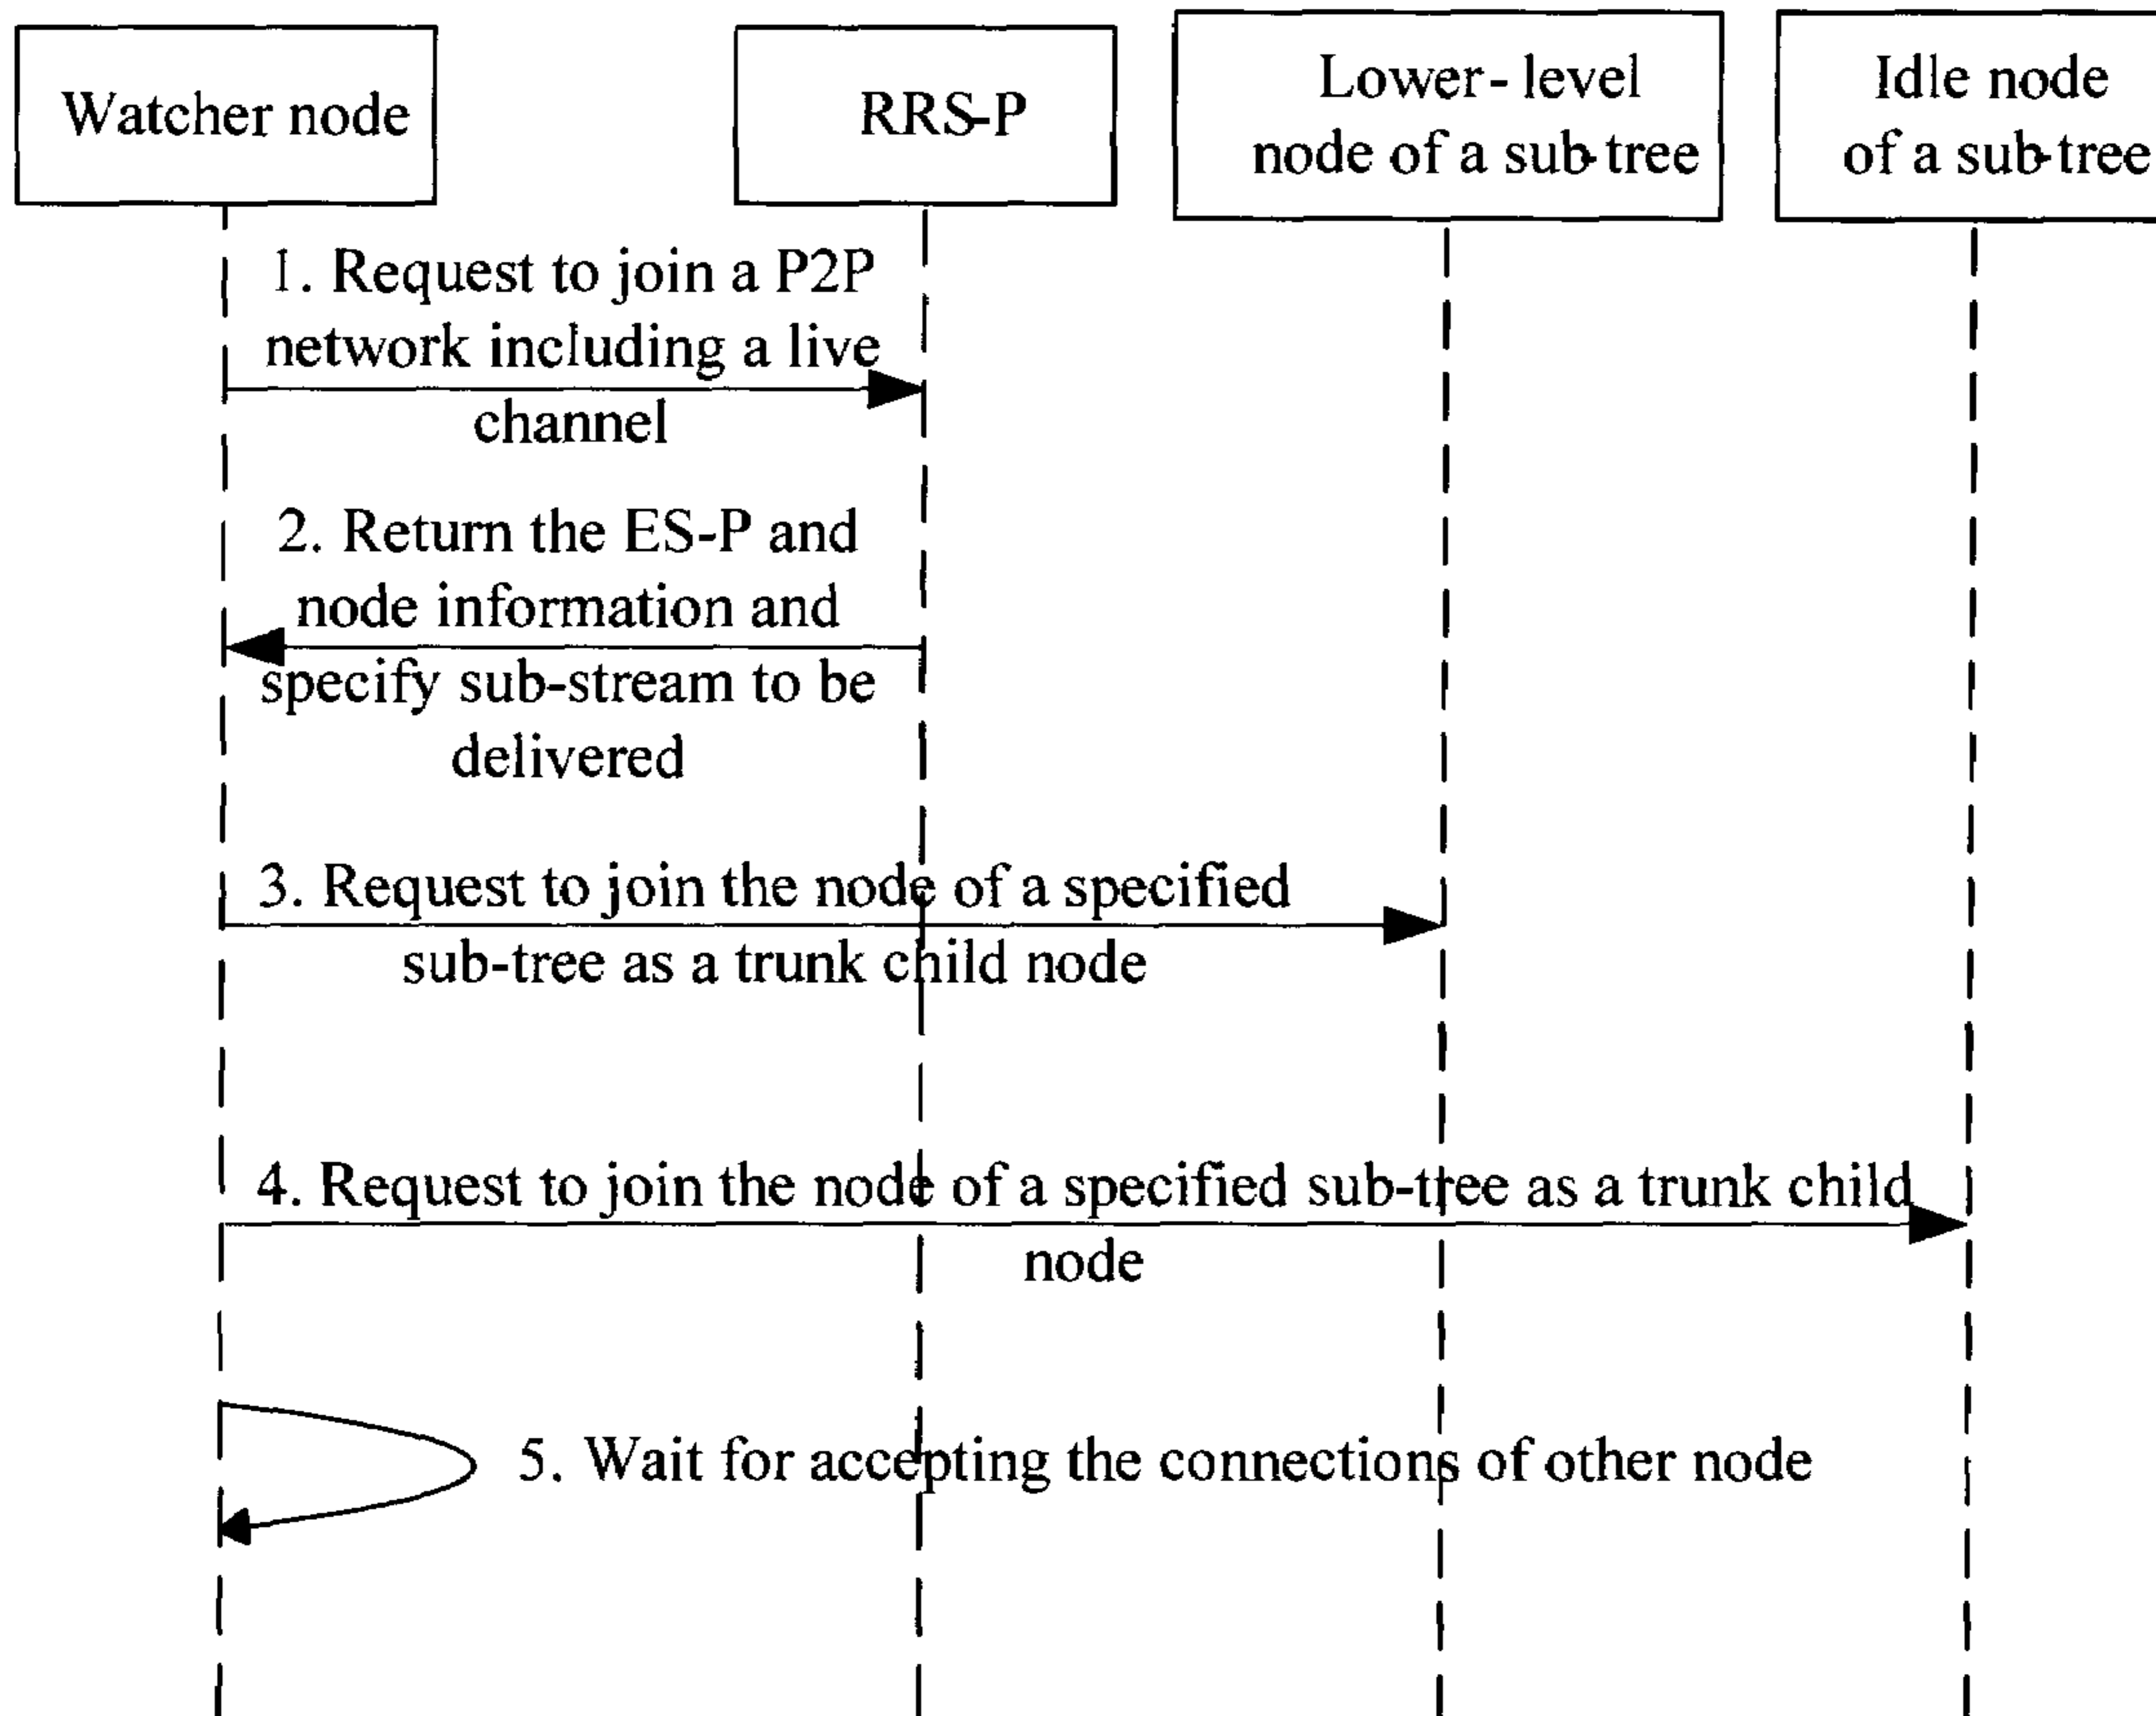 Watcher node
RRS-P
Lower-level
node of a sub-tree
Idle node
of a sub-tree
1. Request to join a P2P
network including a live
channel
2. Return the ES-P and
node information and
specify sub-stream to be
delivered
3. Request to join the node of a specified
sub-tree as a trunk child node
4. Request to join the node of a specified sub-tree as a trunk child
node
5. Wait for accepting the connections of other node